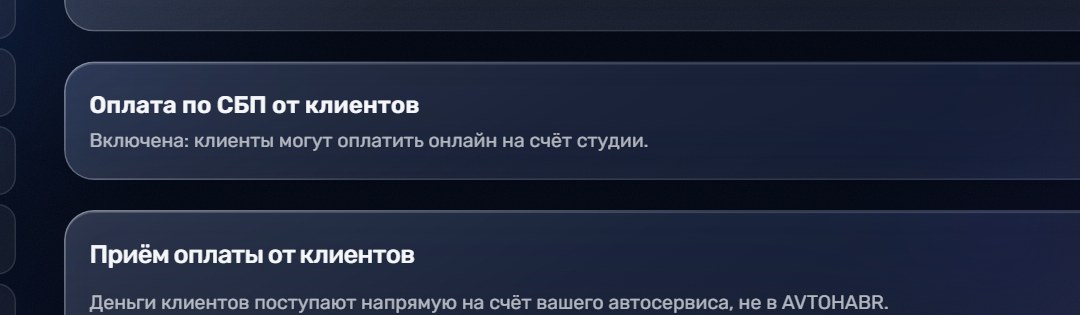 Оплата по СБП от клиентов
Включена: клиенты могут оплатить онлайн на счёт студии.
Приём оплаты от клиентов
Деньги клиентов поступают напрямую на счёт вашего автосервиса, не в AVTOHABR.